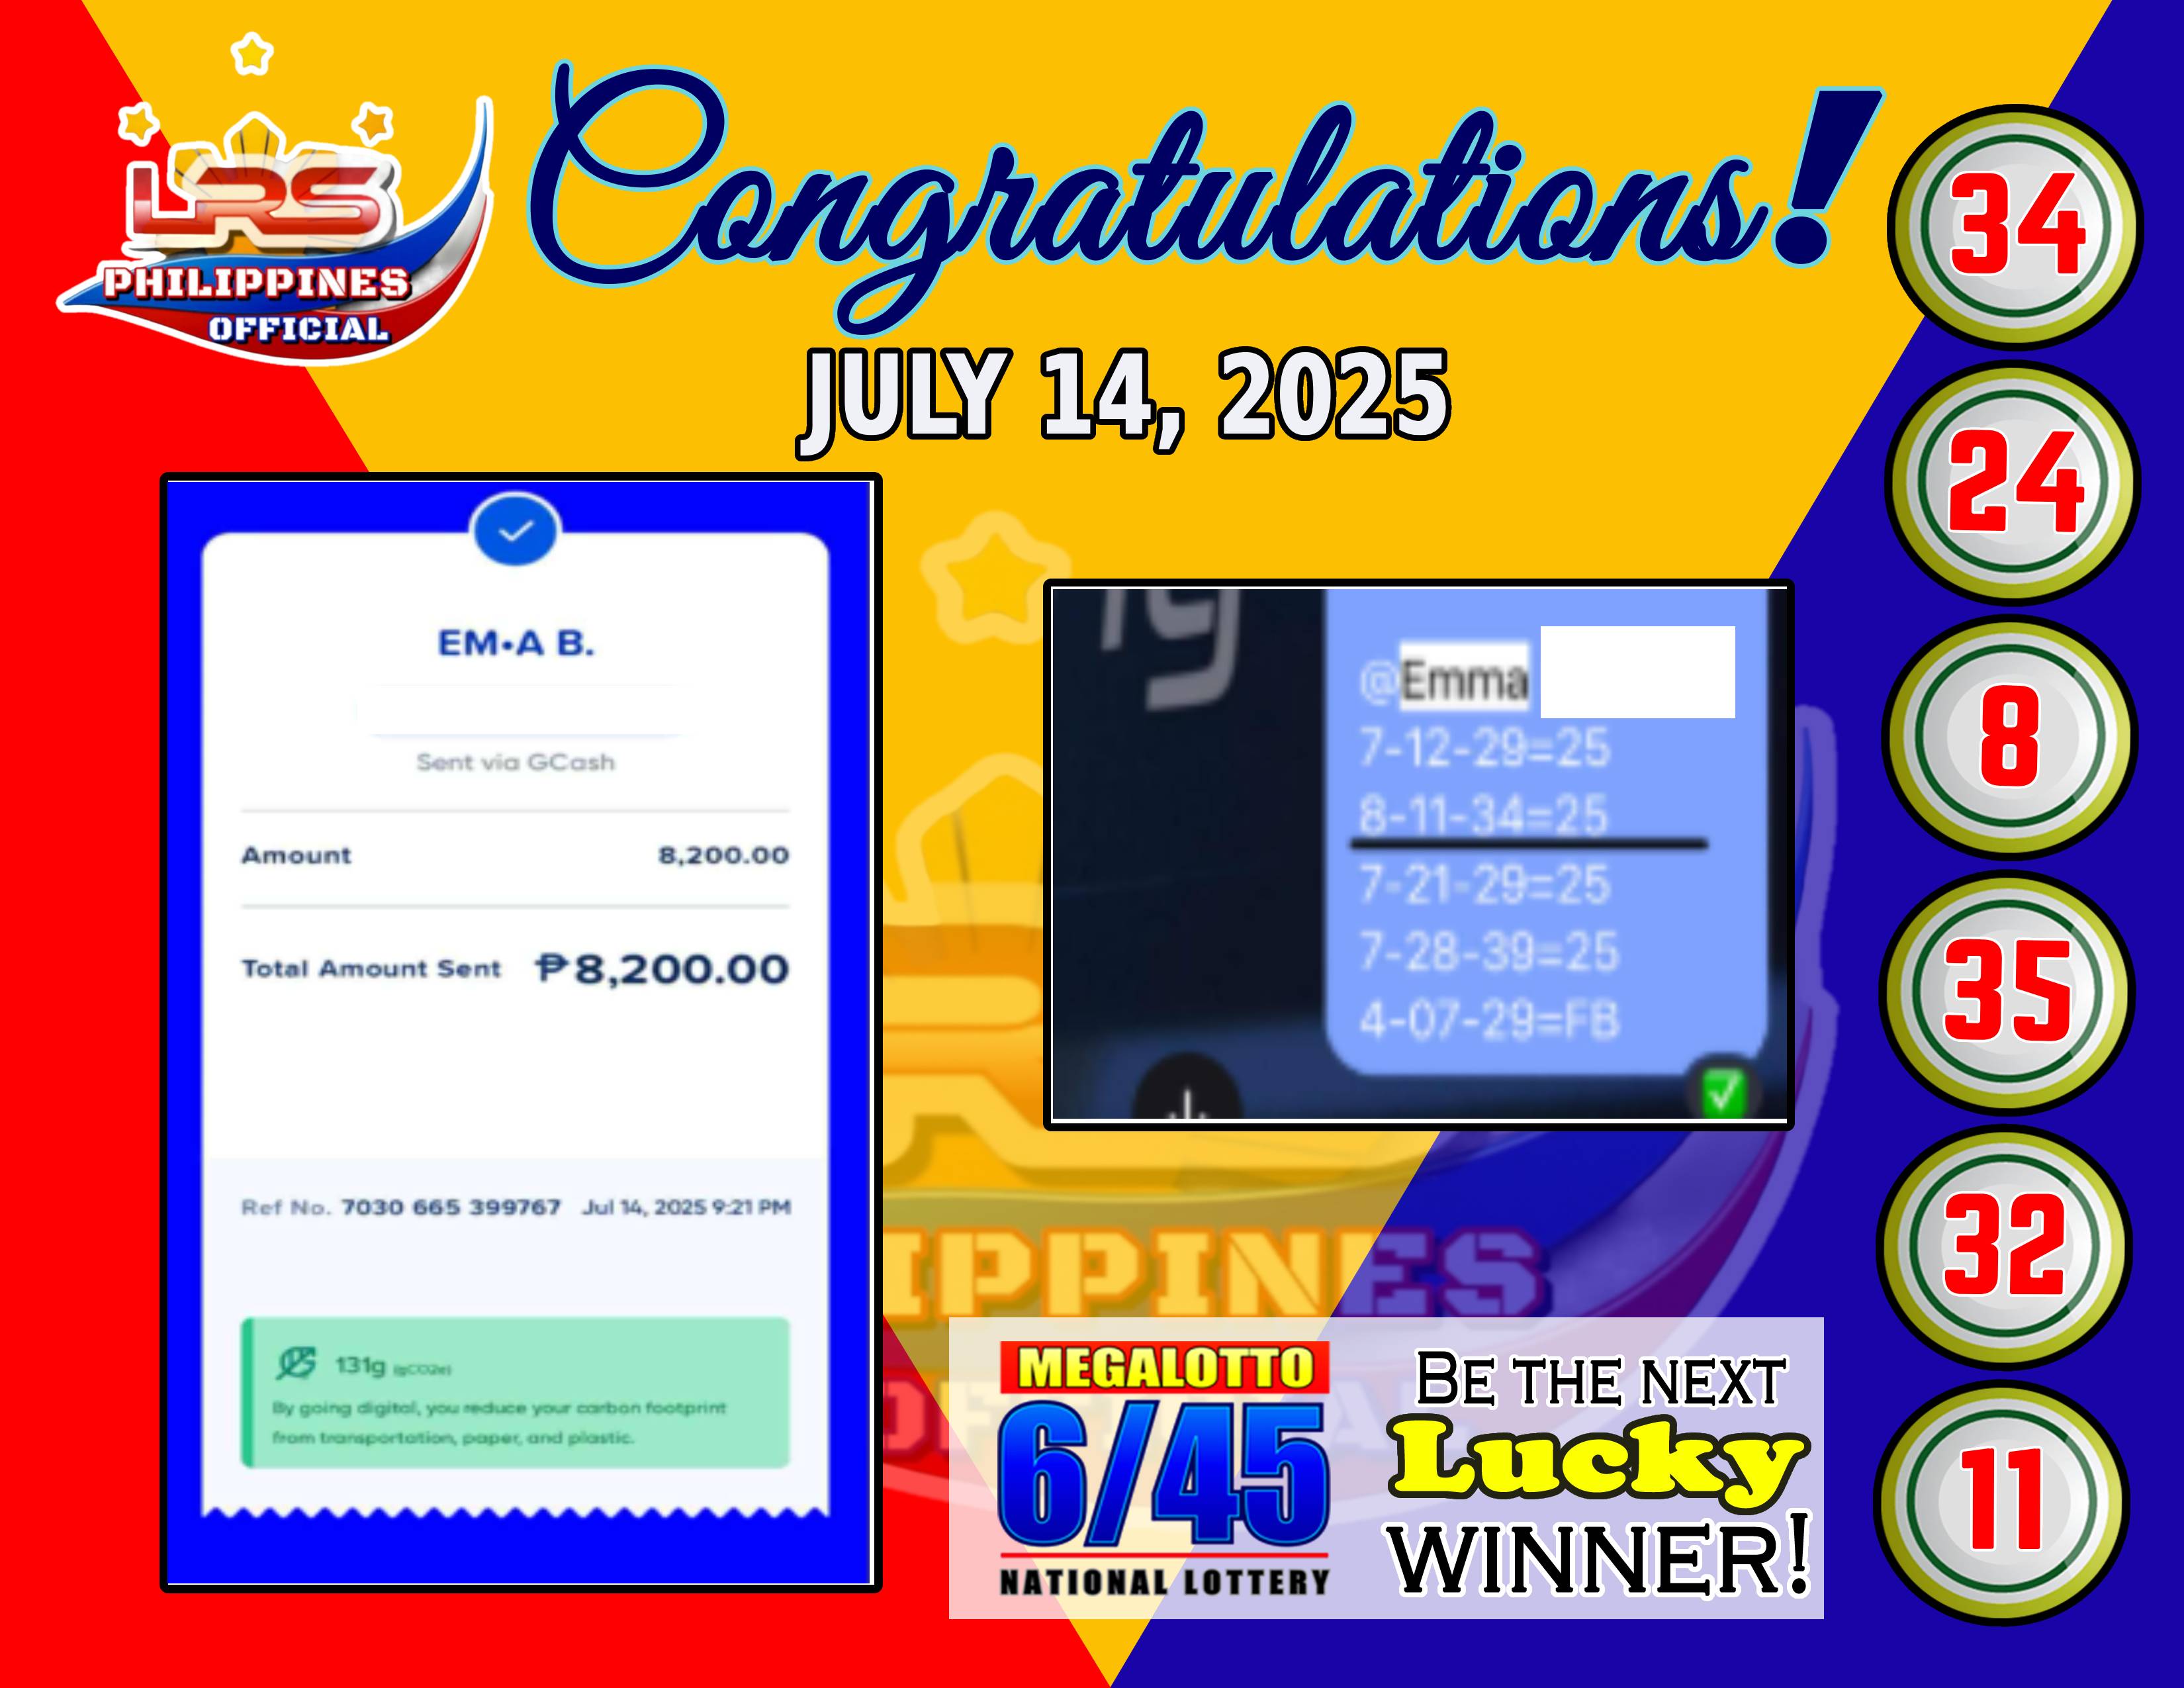 LRS
PHILIPPINES
OFFICIAL
Congratulations!
JULY 14, 2025
EM•A B.
Sent via GCash
Amount 8,200.00
Total Amount Sent ₱8,200.00
Ref No. 7030 665 399767 Jul 14, 2025 9:21 PM
131g (gCO2e)
By going digital, you reduce your carbon footprint
from transportation, paper, and plastic.
@Emma
7-12-29=25
8-11-34=25
7-21-29=25
7-28-39=25
4-07-29=FB
MEGALOTTO
6/45
NATIONAL LOTTERY
BE THE NEXT
Lucky
WINNER!
34
24
8
35
32
11